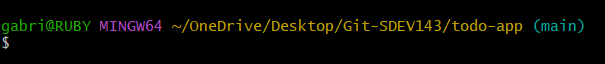 gabri@RUBY MINGW64 ~/OneDrive/Desktop/Git-SDEV143/todo-app (main)
$